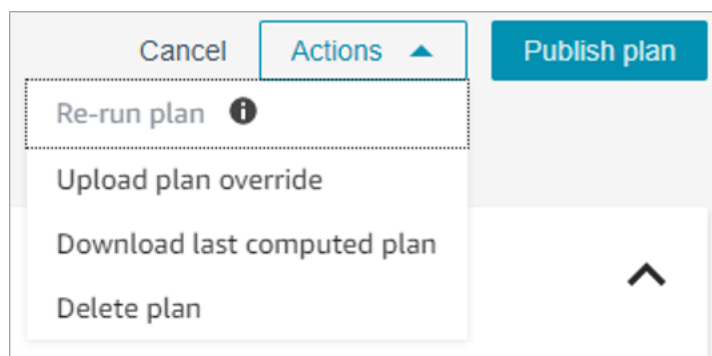 Cancel Actions Publish plan
Re-run plan
Upload plan override
Download last computed plan
Delete plan